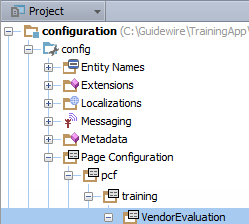 Project
configuration (C:\Guidewire\TrainingApp\
config
Entity Names
Extensions
Localizations
Messaging
Metadata
Page Configuration
pcf
training
VendorEvaluation